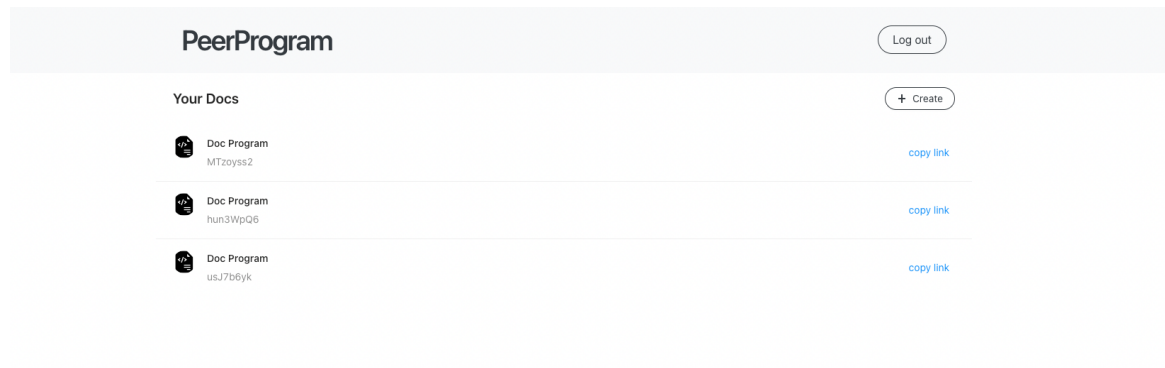 PeerProgram
Log out
Your Docs
+ Create
Doc Program
MTzoyss2
copy link
Doc Program
hun3WpQ6
copy link
Doc Program
usJ7b6yk
copy link